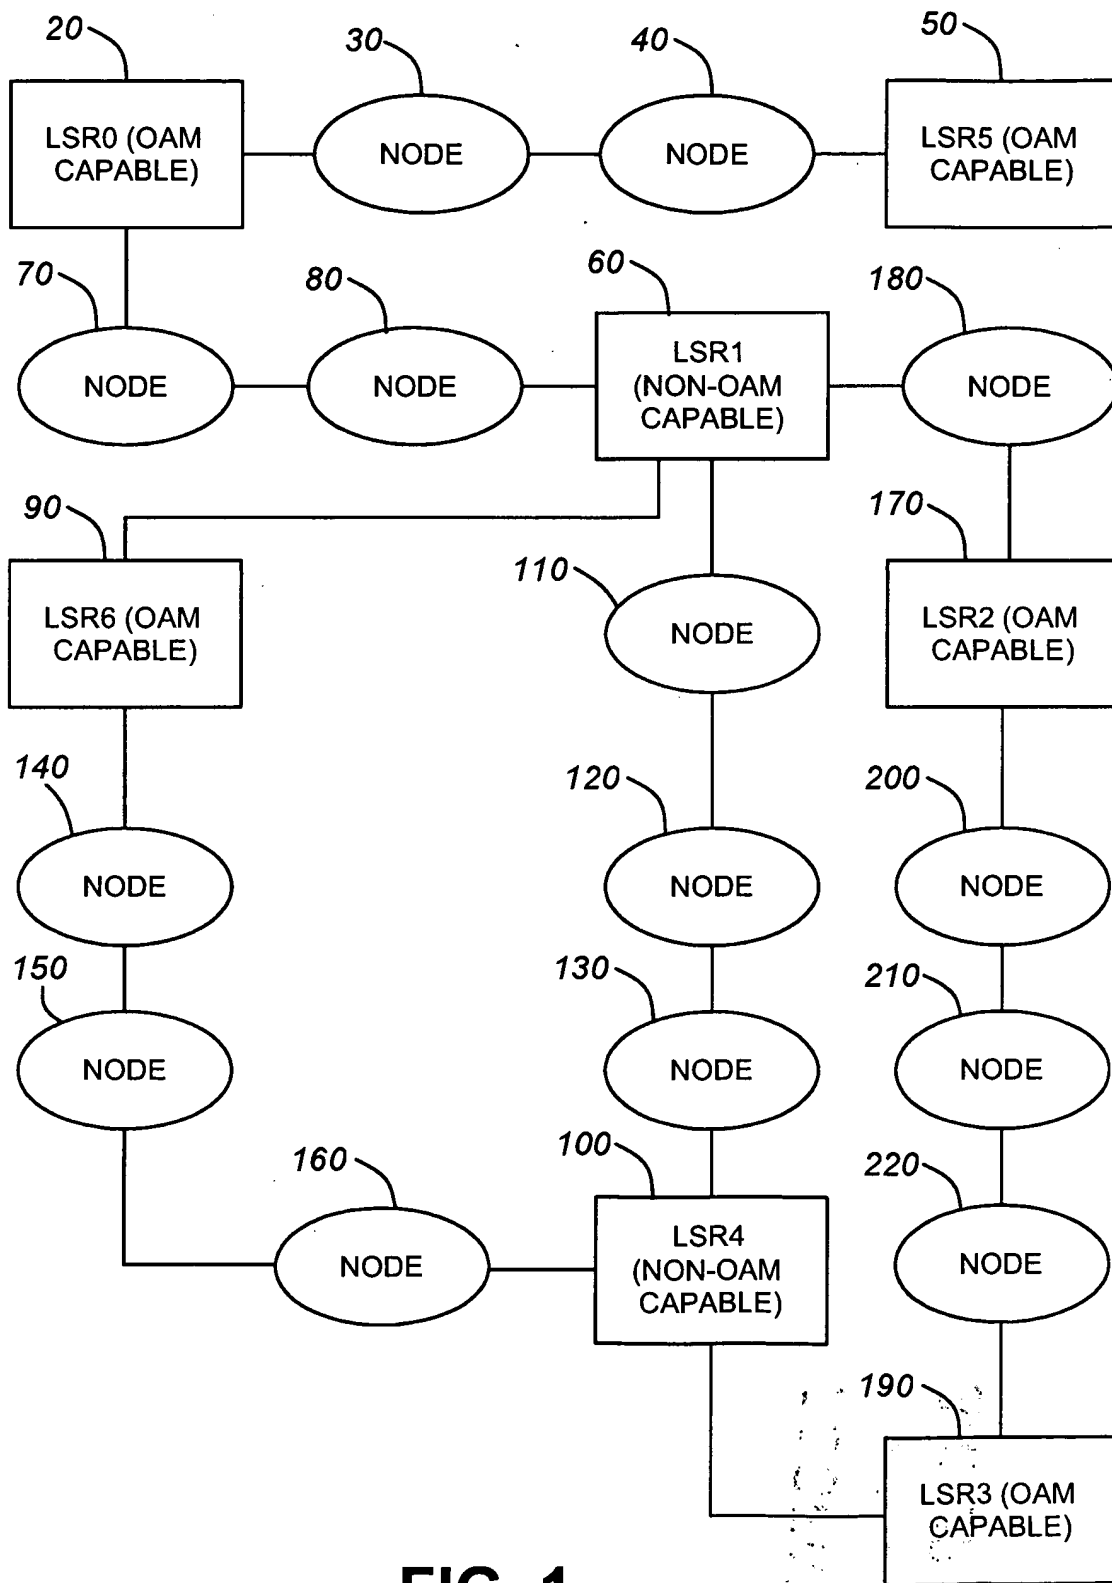 20
30
40
50
LSR0 (OAM
CAPABLE)
NODE
NODE
LSR5 (OAM
CAPABLE)
70
80
60
180
NODE
NODE
LSR1
(NON-OAM
CAPABLE)
NODE
90
110
170
LSR6 (OAM
CAPABLE)
NODE
LSR2 (OAM
CAPABLE)
140
120
200
NODE
NODE
NODE
150
130
210
NODE
NODE
NODE
160
100
220
NODE
LSR4
(NON-OAM
CAPABLE)
NODE
190
LSR3 (OAM
CAPABLE)
FIG. 1